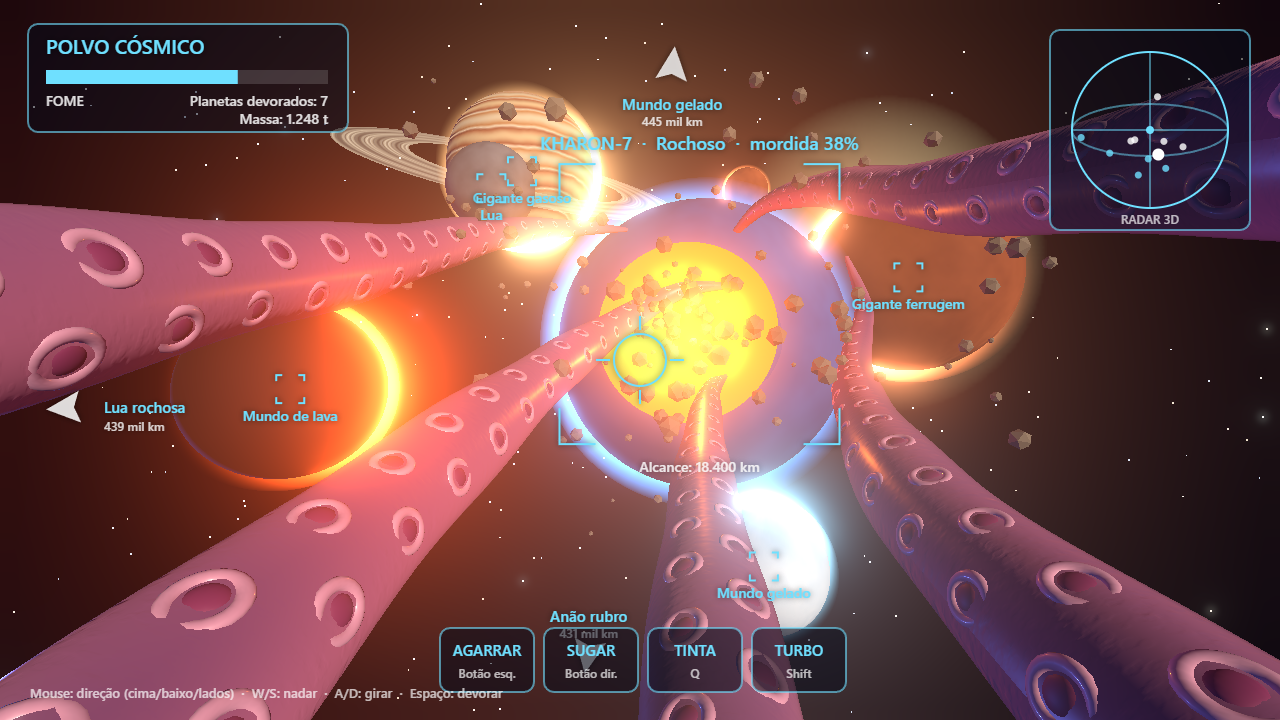 POLVO CÓSMICO
FOME
Planetas devorados: 7
Massa: 1.248 t
Mundo gelado
445 mil km
KHARON-7 · Rochoso · mordida 38%
RADAR 3D
Gigante gasoso
Lua
Gigante ferrugem
Lua rochosa
439 mil km
Mundo de lava
Alcance: 18.400 km
Mundo gelado
Anão rubro
431 mil km
AGARRAR
Botão esq.
SUGAR
Botão dir.
TINTA
Q
TURBO
Shift
Mouse: direção (cima/baixo/lados) · W/S: nadar · A/D: girar · Espaço: devorar